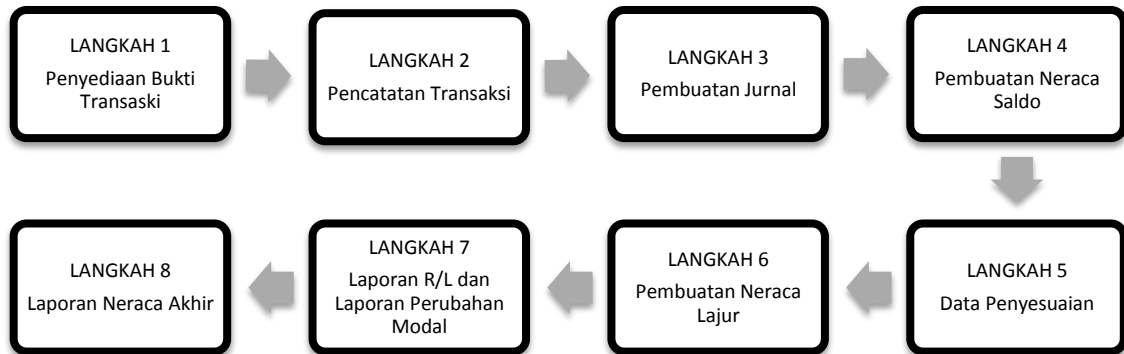 LANGKAH 1
Penyediaan Bukti
Transaski
LANGKAH 2
Pencatatan Transaksi
LANGKAH 3
Pembuatan Jurnal
LANGKAH 4
Pembuatan Neraca
Saldo
LANGKAH 5
Data Penyesuaian
LANGKAH 6
Pembuatan Neraca
Lajur
LANGKAH 7
Laporan R/L dan
Laporan Perubahan
Modal
LANGKAH 8
Laporan Neraca Akhir